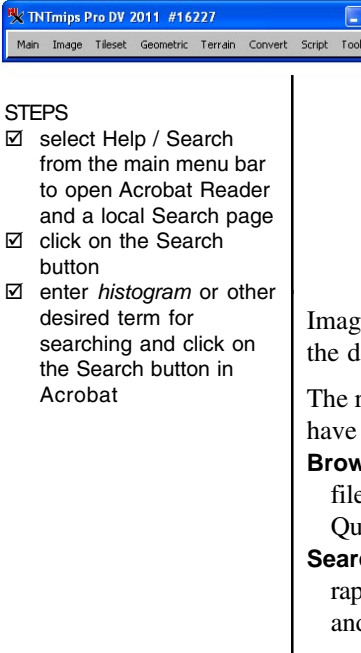 TNTmips Pro DV 2011 #16227
Main Image Tileset Geometric Terrain Convert Script Tool
STEPS
☑ select Help / Search
from the main menu bar
to open Acrobat Reader
and a local Search page
☑ click on the Search
button
☑ enter histogram or other
desired term for
searching and click on
the Search button in
Acrobat
Imag
the d
The r
have
Brow
file
Qu
Sear
rap
and